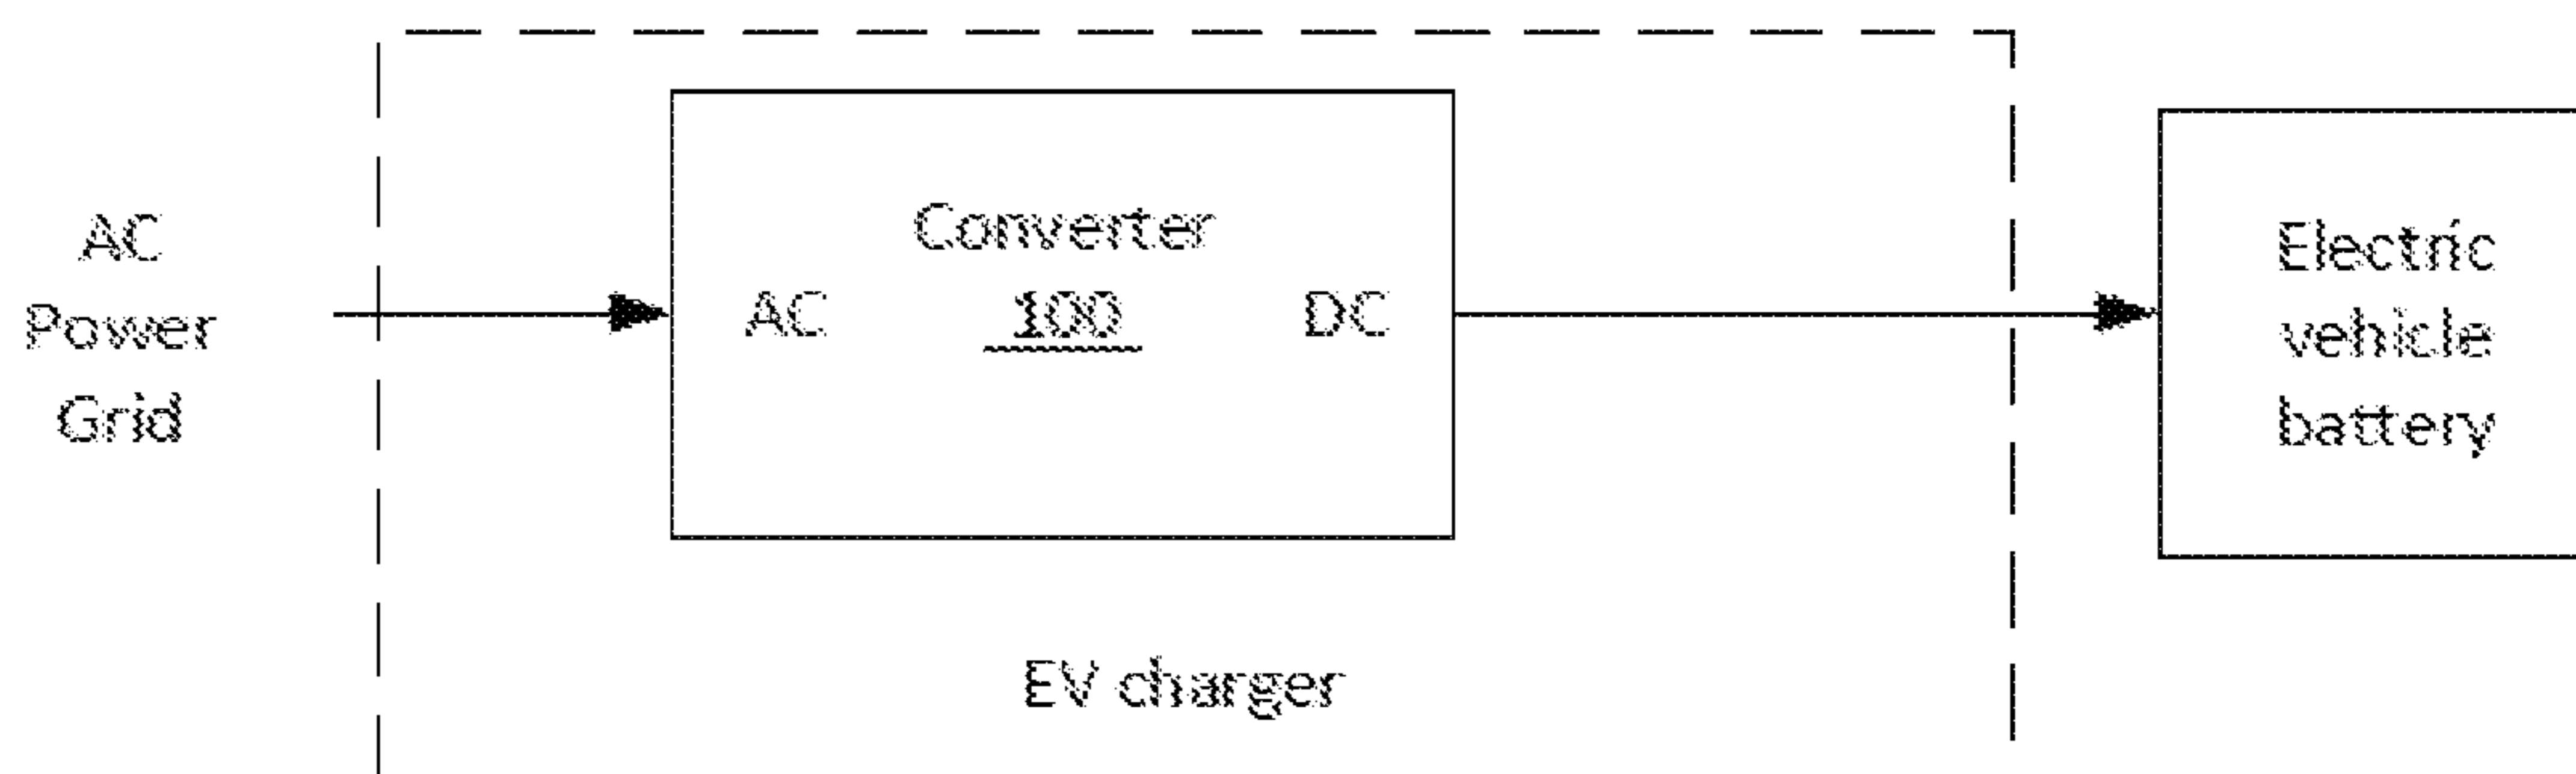 AC
Power
Grid
Converter
AC 100 DC
EV charger
Electric
vehicle
battery